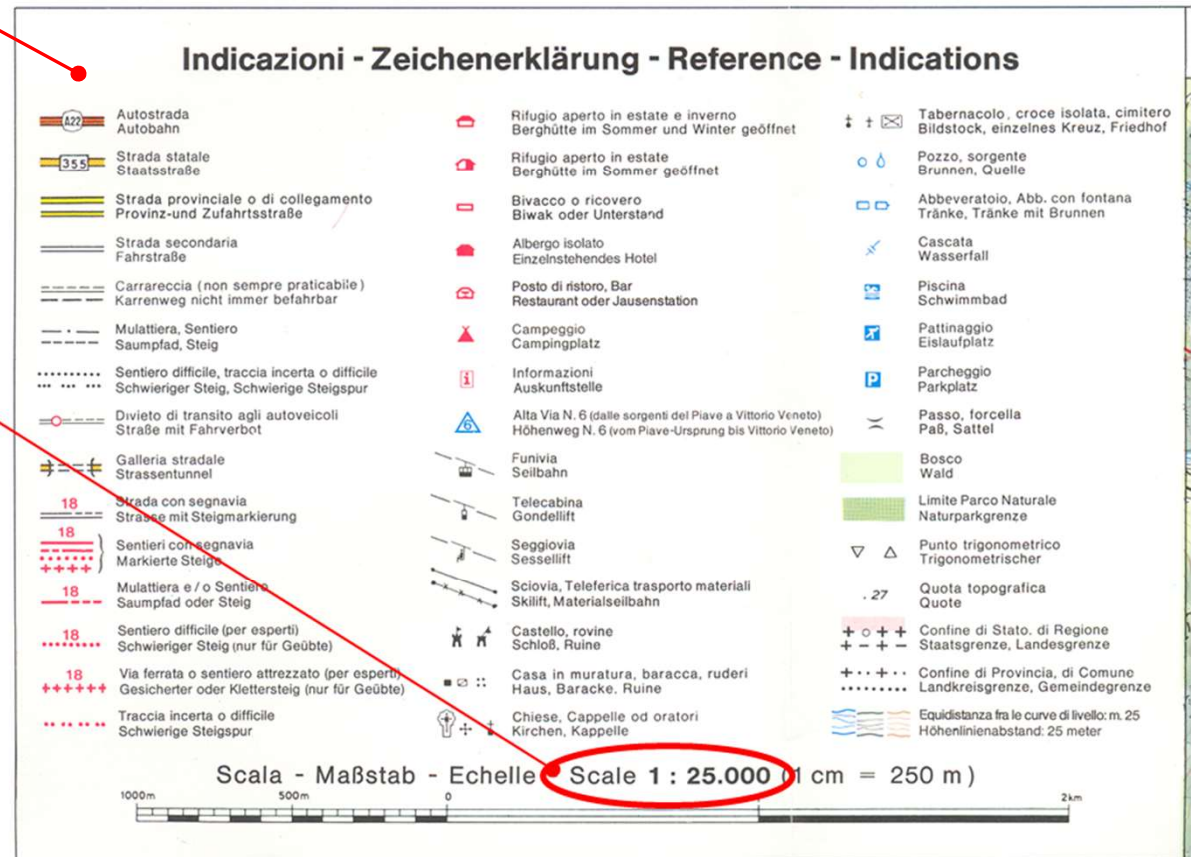 Indicazioni - Zeichenerklärung - Reference - Indications
A22
Autostrada
Autobahn
355
Strada statale
Staatsstraße
Strada provinciale o di collegamento
Provinz-und Zufahrtsstraße
Strada secondaria
Fahrstraße
Carrareccia (non sempre praticabile)
Karrenweg nicht immer befahrbar
Mulattiera, Sentiero
Saumpfad, Steig
Sentiero difficile, traccia incerta o difficile
Schwieriger Steig, Schwierige Steigspur
Divieto di transito agli autoveicoli
Straße mit Fahrverbot
Galleria stradale
Strassentunnel
18
Strada con segnavia
Strasse mit Steigmarkierung
18
Sentieri con segnavia
Markierte Steige
18
Mulattiera e / o Sentiero
Saumpfad oder Steig
18
Sentiero difficile (per esperti)
Schwieriger Steig (nur für Geübte)
18
Via ferrata o sentiero attrezzato (per esperti)
Gesicherter oder Klettersteig (nur für Geübte)
Traccia incerta o difficile
Schwierige Steigspur
Rifugio aperto in estate e inverno
Berghütte im Sommer und Winter geöffnet
Rifugio aperto in estate
Berghütte im Sommer geöffnet
Bivacco o ricovero
Biwak oder Unterstand
Albergo isolato
Einzelnstehendes Hotel
Posto di ristoro, Bar
Restaurant oder Jausenstation
Campeggio
Campingplatz
i
Informazioni
Auskunftstelle
6
Alta Via N. 6 (dalle sorgenti del Piave a Vittorio Veneto)
Höhenweg N. 6 (vom Piave-Ursprung bis Vittorio Veneto)
Funivia
Seilbahn
Telecabina
Gondellift
Seggiovia
Sessellift
Sciovia, Teleferica trasporto materiali
Skilift, Materialseilbahn
Castello, rovine
Schloß, Ruine
Casa in muratura, baracca, ruderi
Haus, Baracke. Ruine
Chiese, Cappelle od oratori
Kirchen, Kappelle
Tabernacolo, croce isolata, cimitero
Bildstock, einzelnes Kreuz, Friedhof
Pozzo, sorgente
Brunnen, Quelle
Abbeveratoio, Abb. con fontana
Tränke, Tränke mit Brunnen
Cascata
Wasserfall
Piscina
Schwimmbad
Pattinaggio
Eislaufplatz
P
Parcheggio
Parkplatz
Passo, forcella
Paß, Sattel
Bosco
Wald
Limite Parco Naturale
Naturparkgrenze
Punto trigonometrico
Trigonometrischer
. 27
Quota topografica
Quote
Confine di Stato. di Regione
Staatsgrenze, Landesgrenze
Confine di Provincia, di Comune
Landkreisgrenze, Gemeindegrenze
Equidistanza fra le curve di livello: m. 25
Höhenlinienabstand: 25 meter
Scala - Maßstab - Echelle Scale 1 : 25.000 (1 cm = 250 m)
1000m 500m 0 2km